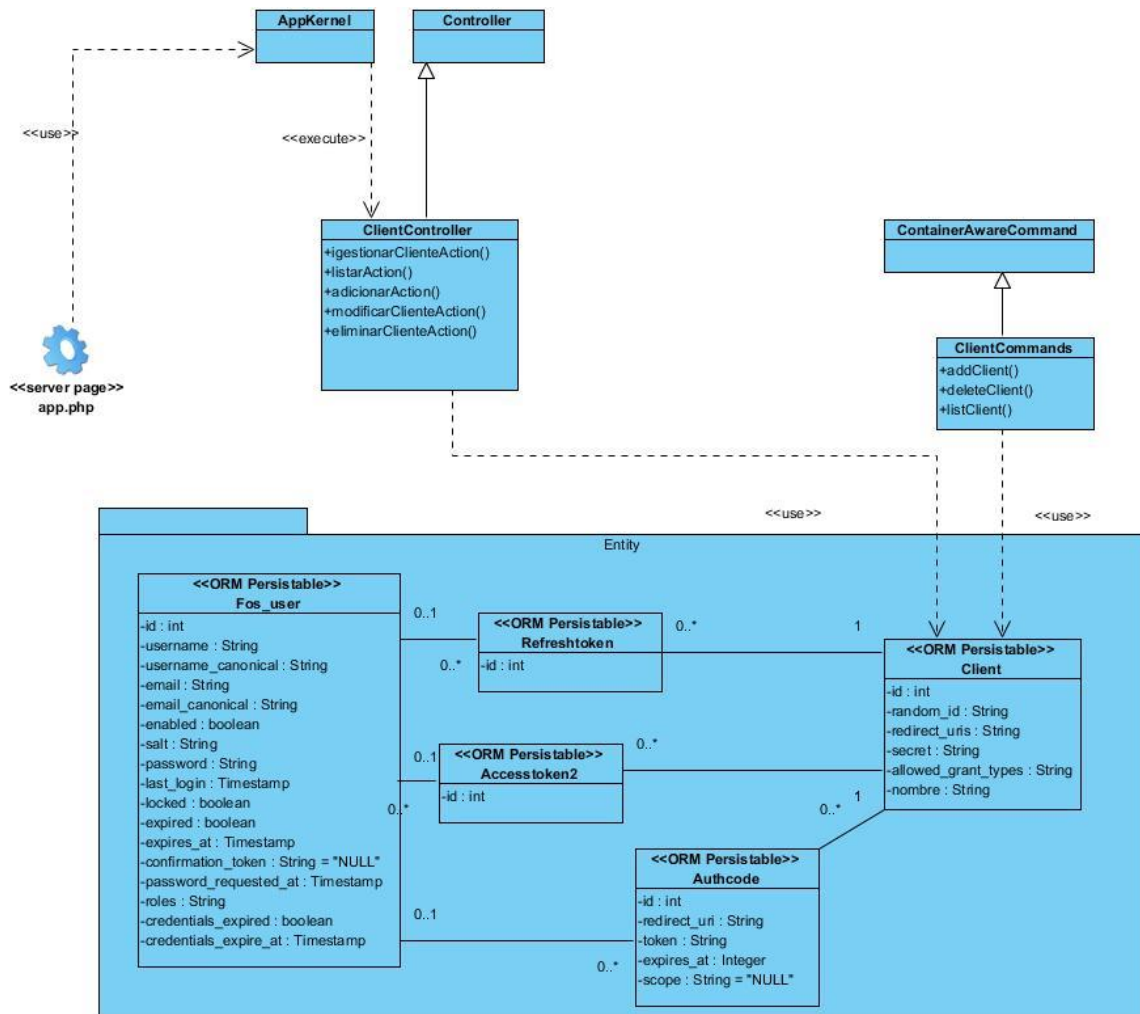 AppKernel
Controller
<<use>>
<<execute>>
ClientController
+igestionarClienteAction()
+listarAction()
+adicionarAction()
+modificarClienteAction()
+eliminarClienteAction()
ContainerAwareCommand
ClientCommands
+addClient()
+deleteClient()
+listClient()
<<server page>>
app.php
<<use>>
<<use>>
Entity
<<ORM Persistable>>
Fos_user
-id : int
-username : String
-username_canonical : String
-email : String
-email_canonical : String
-enabled : boolean
-salt : String
-password : String
-last_login : Timestamp
-locked : boolean
-expired : boolean
-expires_at : Timestamp
-confirmation_token : String = "NULL"
-password_requested_at : Timestamp
-roles : String
-credentials_expired : boolean
-credentials_expire_at : Timestamp
0..1
0..*
<<ORM Persistable>>
Refreshtoken
-id : int
0..*
1
<<ORM Persistable>>
Client
-id : int
-random_id : String
-redirect_uris : String
-secret : String
-allowed_grant_types : String
-nombre : String
0..1
0..*
<<ORM Persistable>>
Accesstoken2
-id : int
0..*
0..*
1
<<ORM Persistable>>
Authcode
-id : int
-redirect_uri : String
-token : String
-expires_at : Integer
-scope : String = "NULL"
0..1
0..*